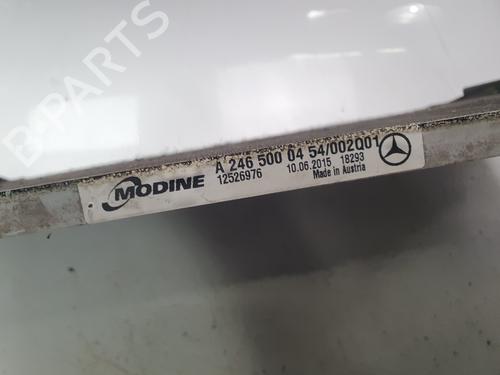 A 246 500 04 54/002Q01
MODINE
12526976
10.06.2015 18293
Made in Austria
B-PARTS